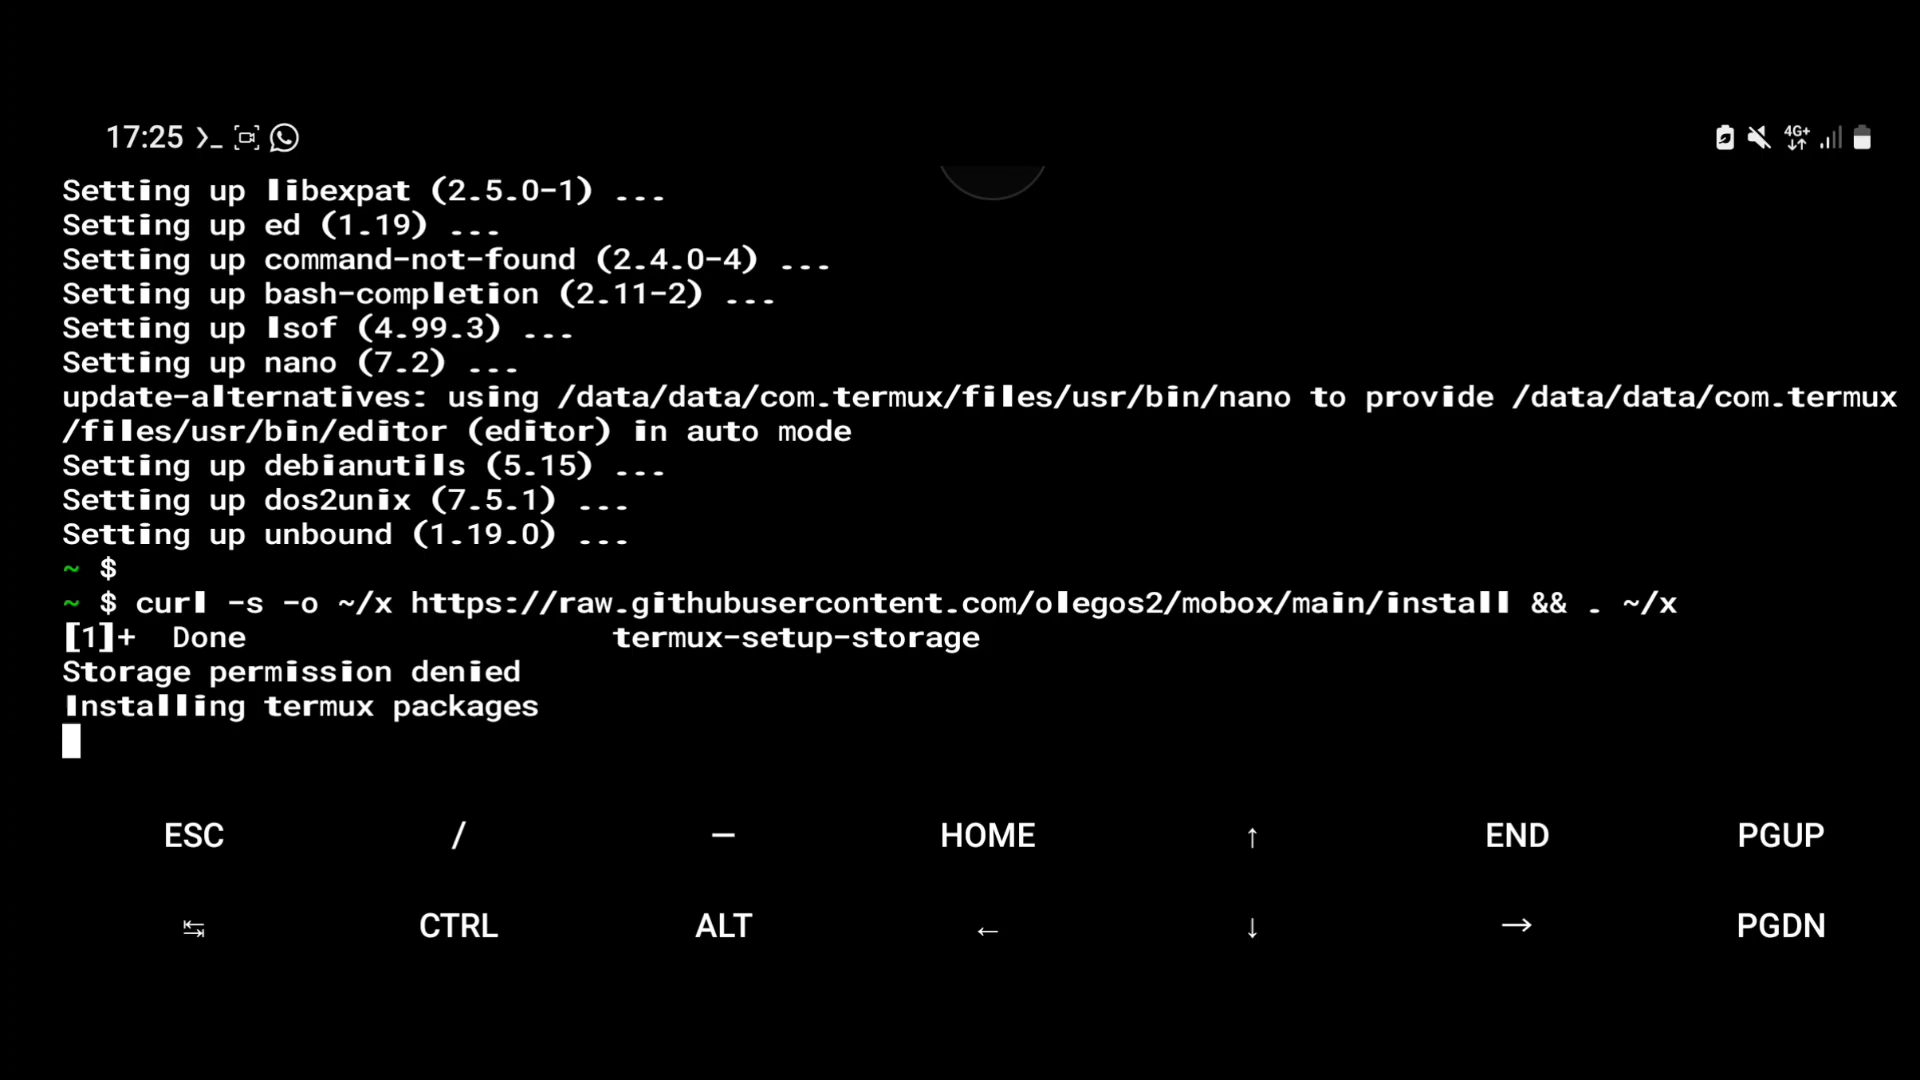 17:25
4G+
Setting up libexpat (2.5.0-1) ...
Setting up ed (1.19) ...
Setting up command-not-found (2.4.0-4) ...
Setting up bash-completion (2.11-2) ...
Setting up lsof (4.99.3) ...
Setting up nano (7.2) ...
update-alternatives: using /data/data/com.termux/files/usr/bin/nano to provide /data/data/com.termux
/files/usr/bin/editor (editor) in auto mode
Setting up debianutils (5.15) ...
Setting up dos2unix (7.5.1) ...
Setting up unbound (1.19.0) ...
~ $
~ $ curl -s -o ~/x https://raw.githubusercontent.com/olegos2/mobox/main/install && . ~/x
[1]+  Done                    termux-setup-storage
Storage permission denied
Installing termux packages
ESC / — HOME ↑ END PGUP
↹ CTRL ALT ← ↓ → PGDN